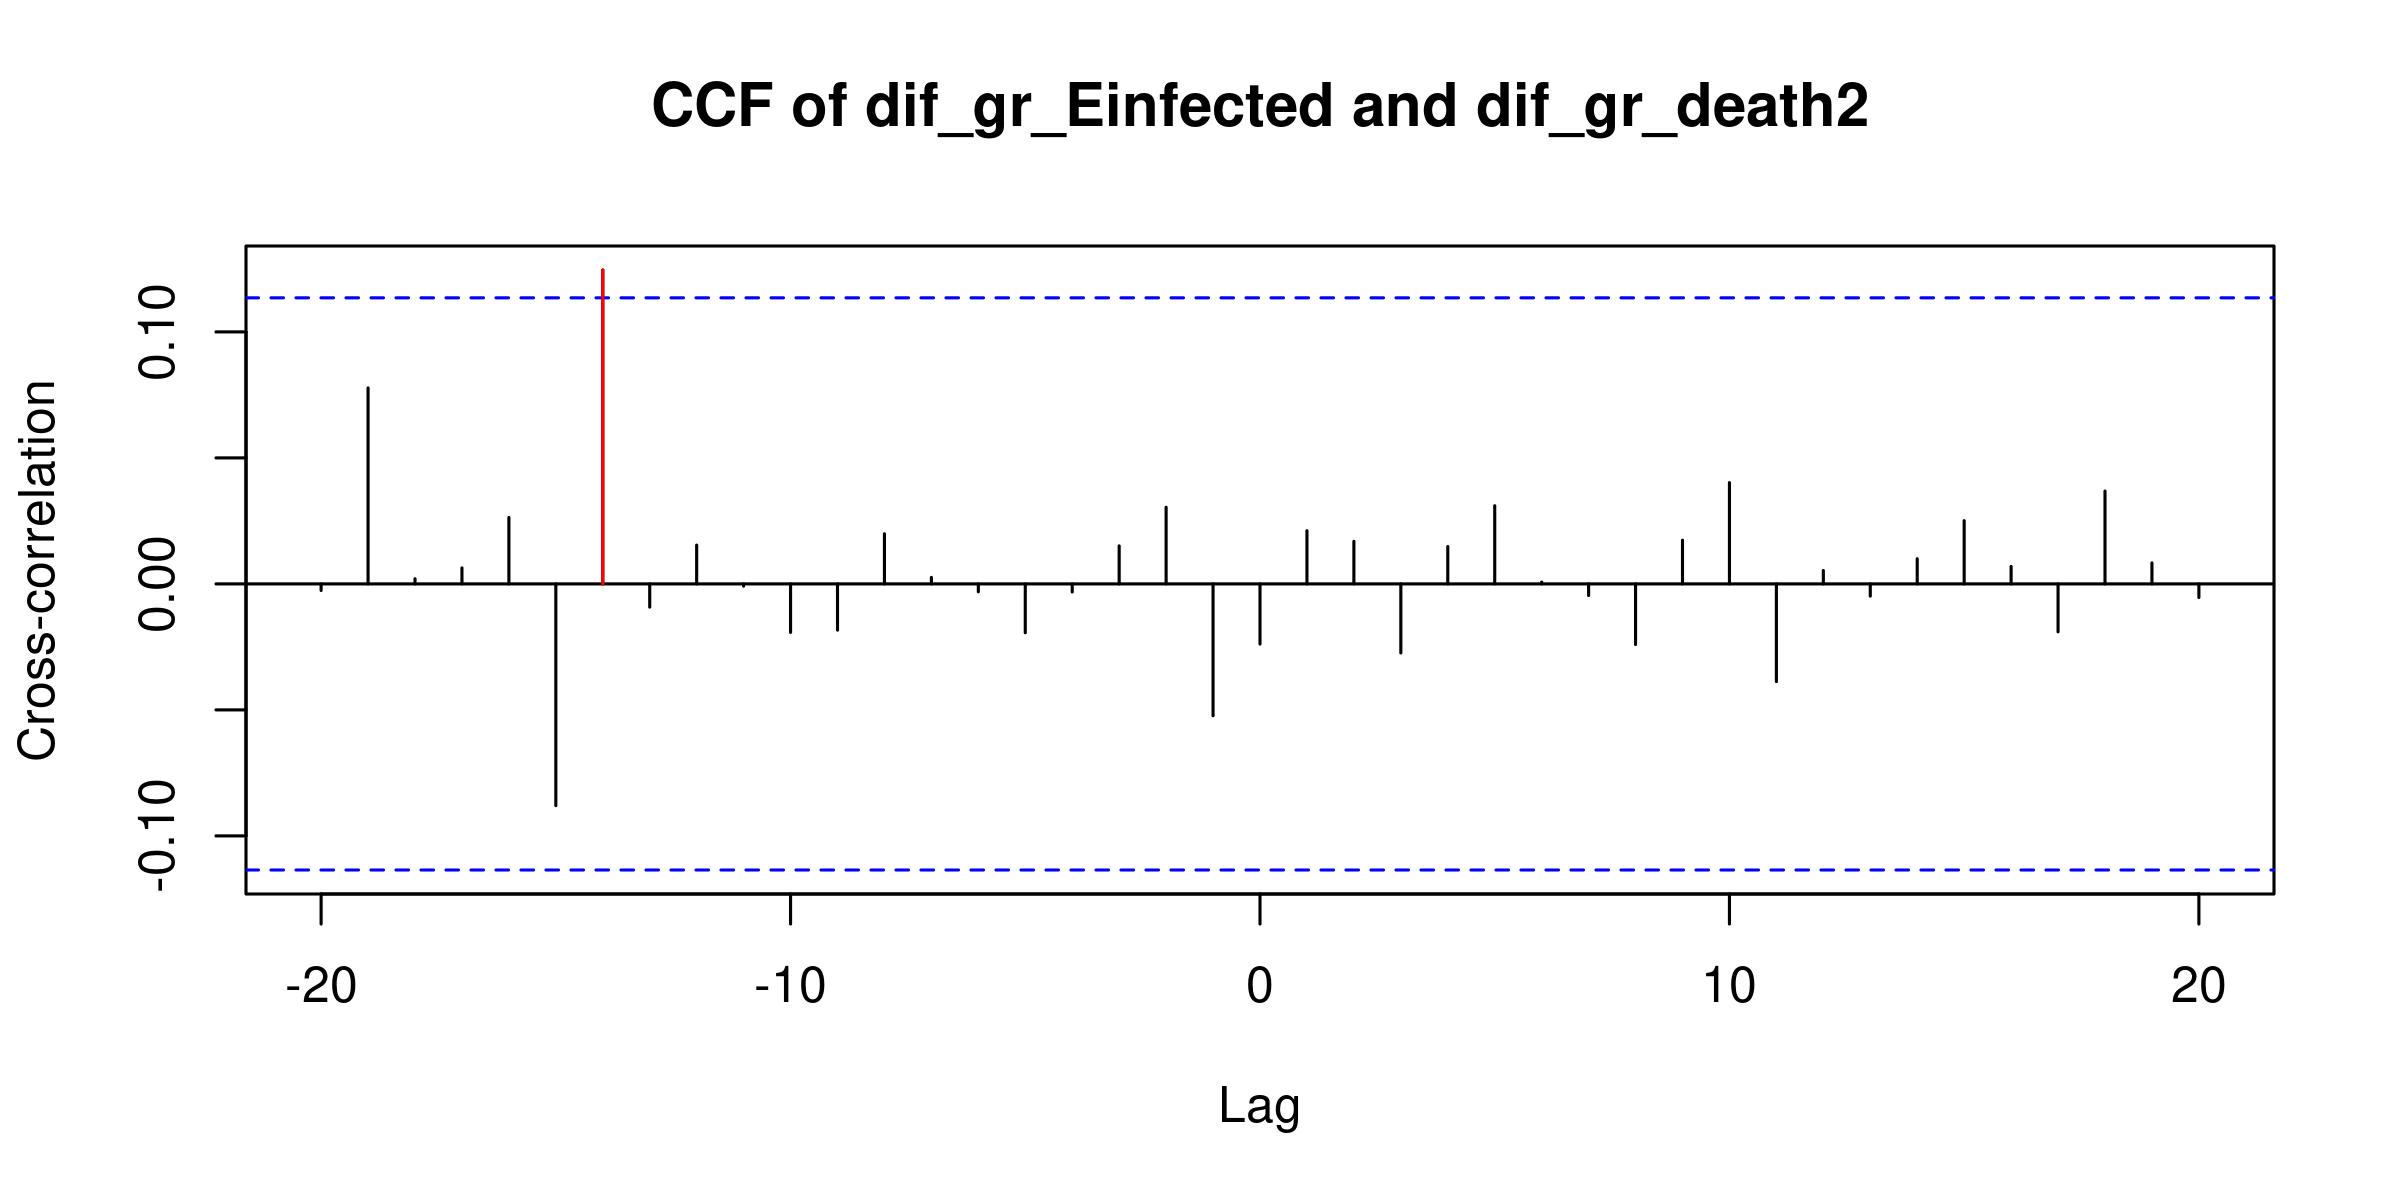 CCF of dif_gr_Einfected and dif_gr_death2
Cross-correlation
0.10
0.00
-0.10
-20 -10 0 10 20
Lag